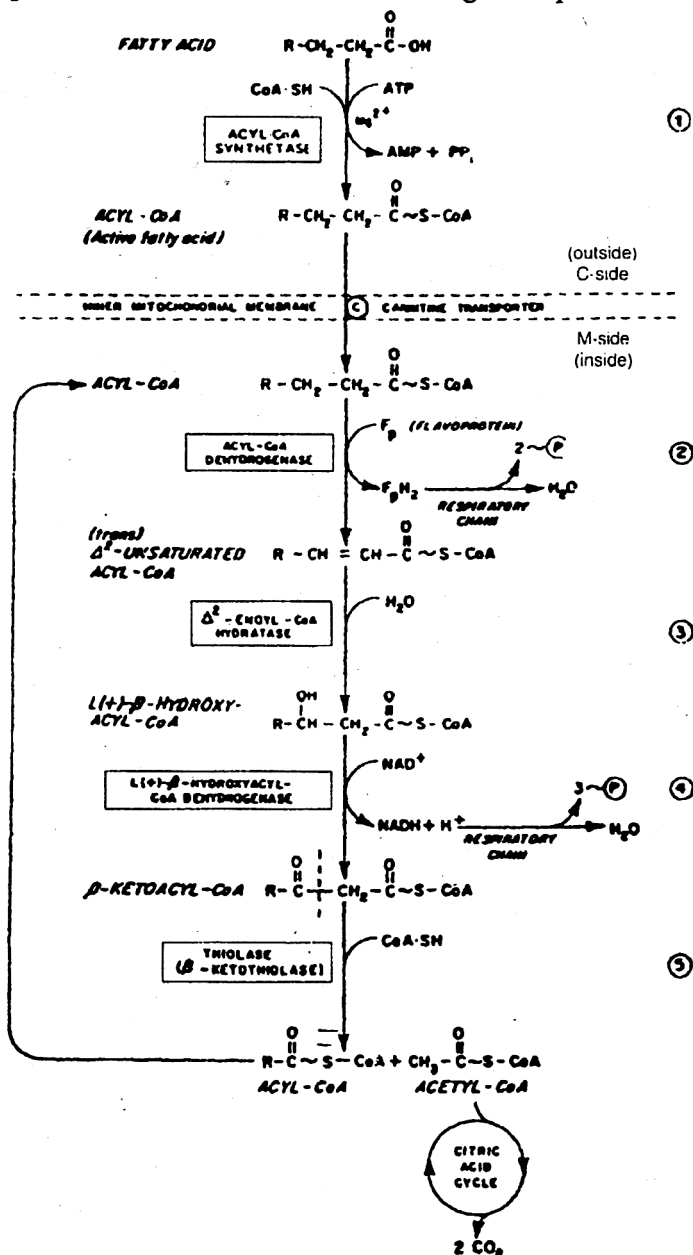 O
FATTY ACID R-CH2-CH2-C-OH
CoA·SH ATP
Mg2+
ACYL-CoA
SYNTHETASE
AMP + PPi
①
O
ACYL-CoA R-CH2-CH2-C~S-CoA
(Active fatty acid)
(outside)
C-side
INNER MITOCHONDRIAL MEMBRANE C CARNITINE TRANSPORTER
M-side
(inside)
O
ACYL-CoA R-CH2-CH2-C~S-CoA
Fp (FLAVOPROTEIN)
ACYL-CoA
DEHYDROGENASE
2~P
②
FpH2 H2O
RESPIRATORY
CHAIN
(trans) O
Δ2-UNSATURATED R-CH=CH-C~S-CoA
ACYL-CoA
H2O
Δ2-ENOYL-CoA
HYDRATASE
③
L(+)-β-HYDROXY- OH O
ACYL-CoA R-CH-CH2-C~S-CoA
NAD+
L(+)-β-HYDROXYACYL-
CoA DEHYDROGENASE
3~P
④
NADH + H+ H2O
RESPIRATORY
CHAIN
O O
β-KETOACYL-CoA R-C-CH2-C~S-CoA
CoA·SH
THIOLASE
(β-KETOTHIOLASE)
⑤
O O
R-C~S-CoA + CH3-C~S-CoA
ACYL-CoA ACETYL-CoA
CITRIC
ACID
CYCLE
2 CO2